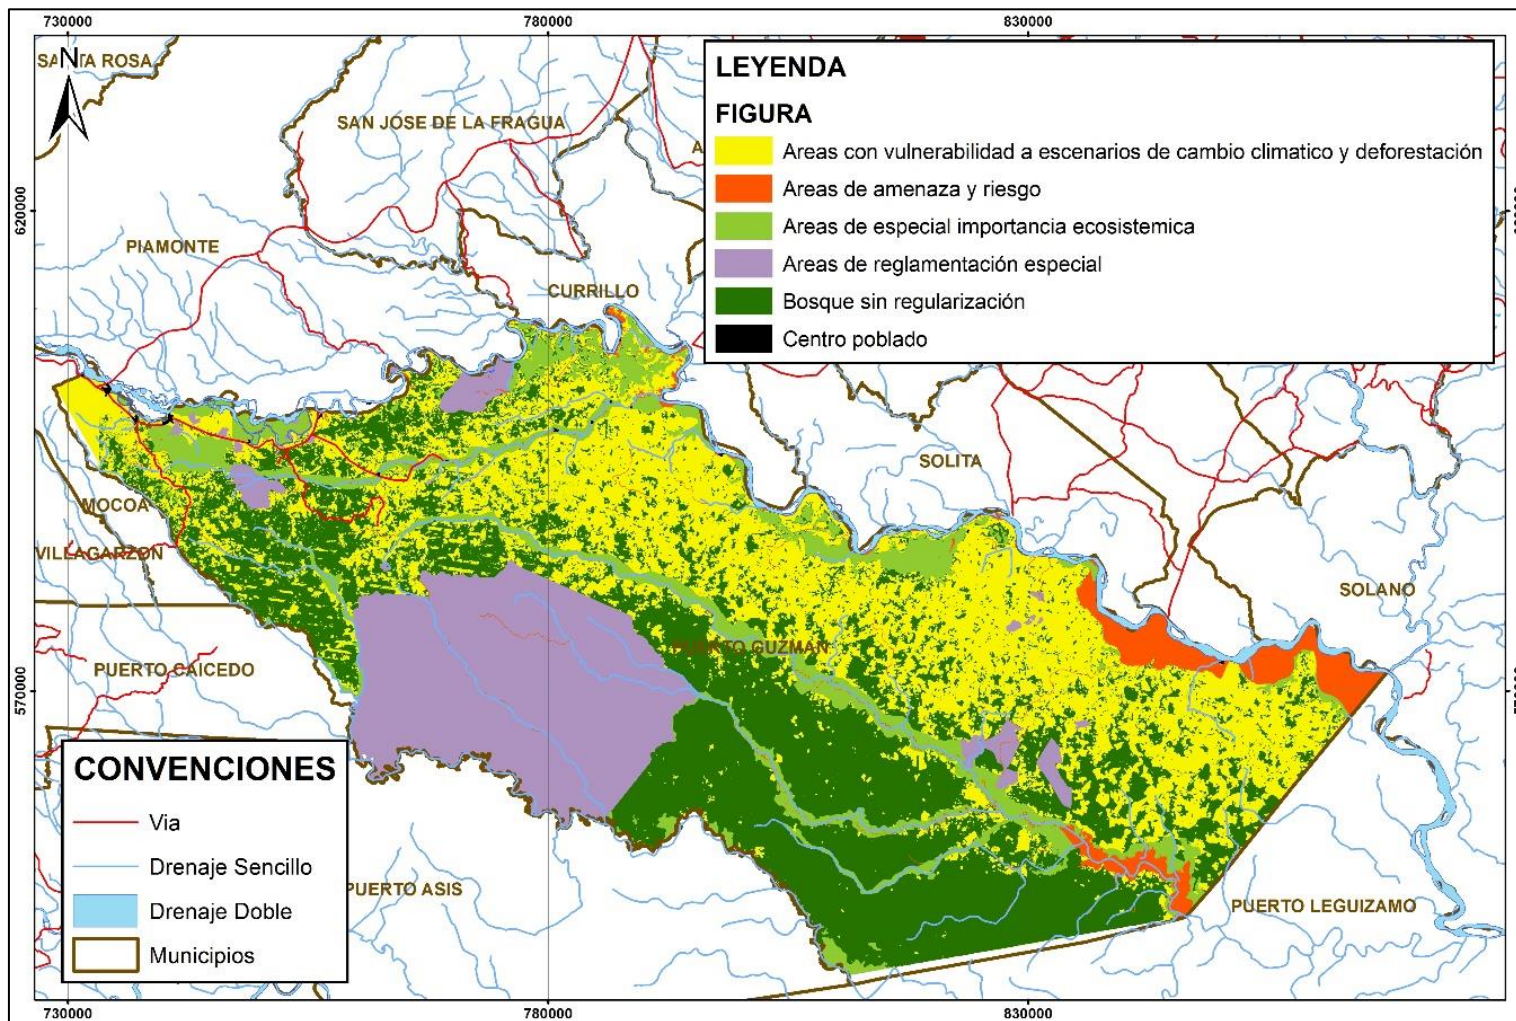 730000 780000 830000
SANTA ROSA
N
SAN JOSE DE LA FRAGUA
PIAMONTE
CURRILLO
620000
LEYENDA
FIGURA
Areas con vulnerabilidad a escenarios de cambio climatico y deforestación
Areas de amenaza y riesgo
Areas de especial importancia ecosistemica
Areas de reglamentación especial
Bosque sin regularización
Centro poblado
SOLITA
MOCOA
VILLAGARZON
SOLANO
PUERTO GUZMAN
PUERTO CAICEDO
570000
CONVENCIONES
Via
Drenaje Sencillo
Drenaje Doble
Municipios
PUERTO ASIS
PUERTO LEGUIZAMO
730000 780000 830000